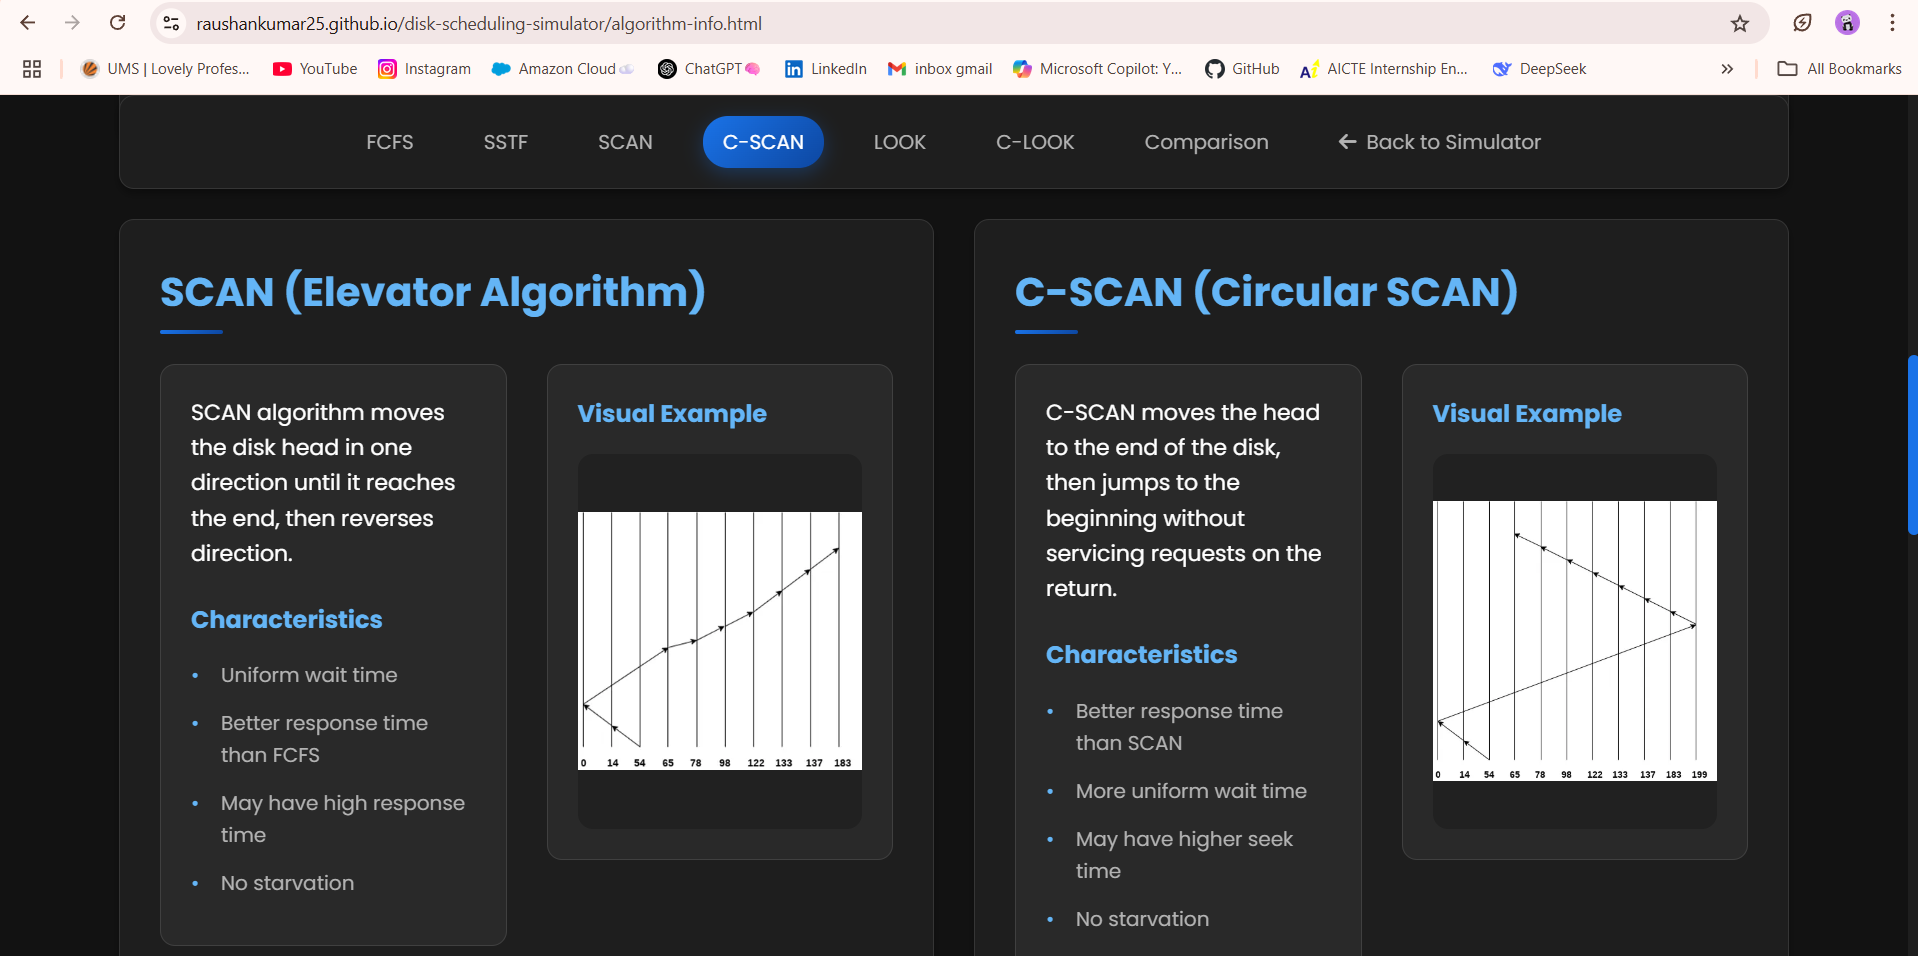 raushankumar25.github.io/disk-scheduling-simulator/algorithm-info.html
UMS | Lovely Profes... YouTube Instagram Amazon Cloud ChatGPT LinkedIn inbox gmail Microsoft Copilot: Y... GitHub AICTE Internship En... DeepSeek All Bookmarks
FCFS SSTF SCAN C-SCAN LOOK C-LOOK Comparison ← Back to Simulator
SCAN (Elevator Algorithm)
SCAN algorithm moves
the disk head in one
direction until it reaches
the end, then reverses
direction.
Characteristics
• Uniform wait time
• Better response time
than FCFS
• May have high response
time
• No starvation
Visual Example
0 14 54 65 78 98 122 133 137 183
C-SCAN (Circular SCAN)
C-SCAN moves the head
to the end of the disk,
then jumps to the
beginning without
servicing requests on the
return.
Characteristics
• Better response time
than SCAN
• More uniform wait time
• May have higher seek
time
• No starvation
Visual Example
0 14 54 65 78 98 122 133 137 183 199